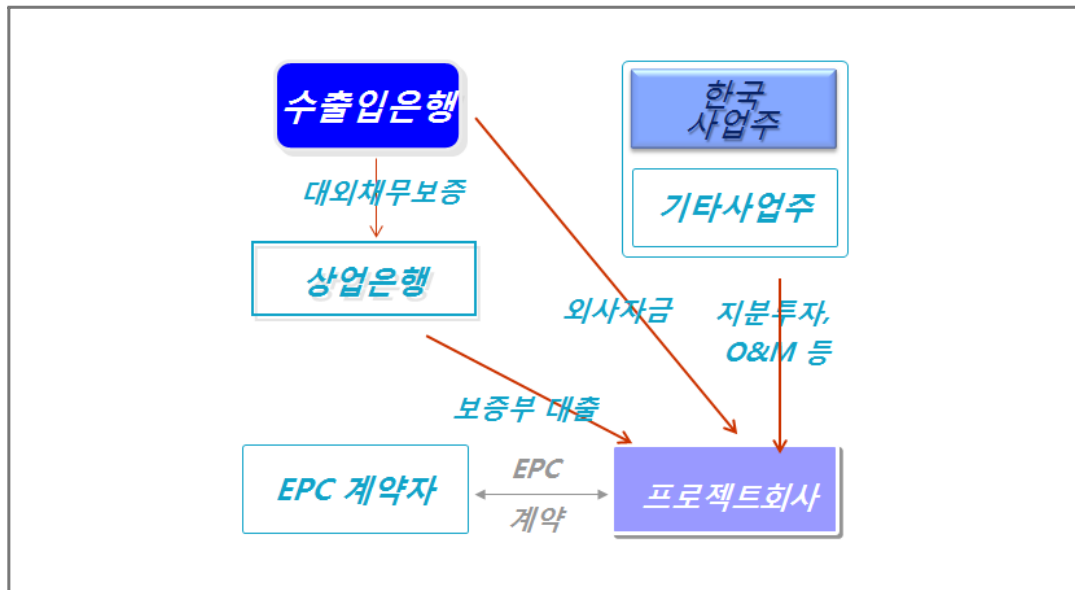 수출입은행
한국
사업주
대외채무보증
기타사업주
상업은행
외사자금
지분투자,
O&M 등
보증부 대출
EPC 계약자
EPC
계약
프로젝트회사